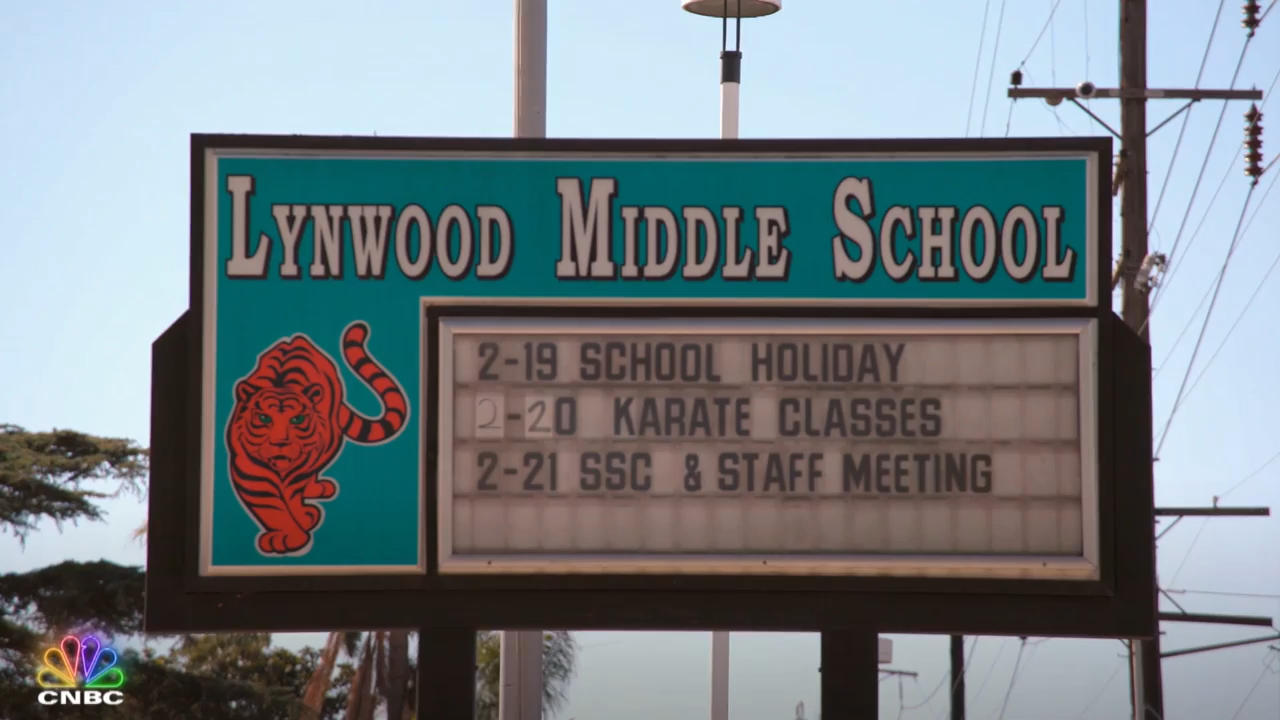 LYNWOOD MIDDLE SCHOOL
2-19 SCHOOL HOLIDAY
2-20 KARATE CLASSES
2-21 SSC & STAFF MEETING
CNBC